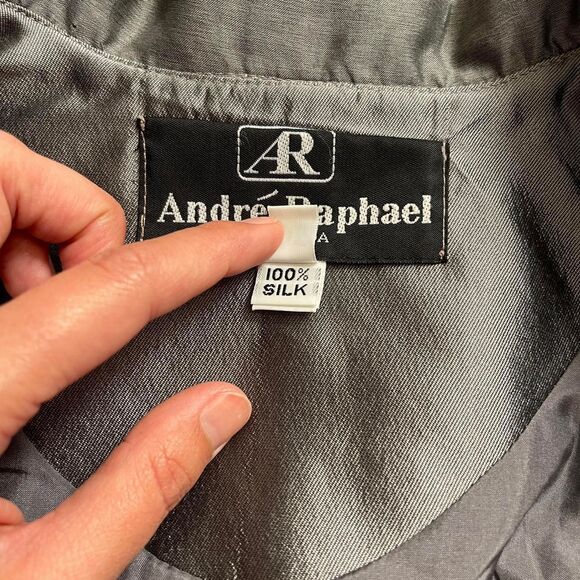 AR
André Raphael
A
100%
SILK